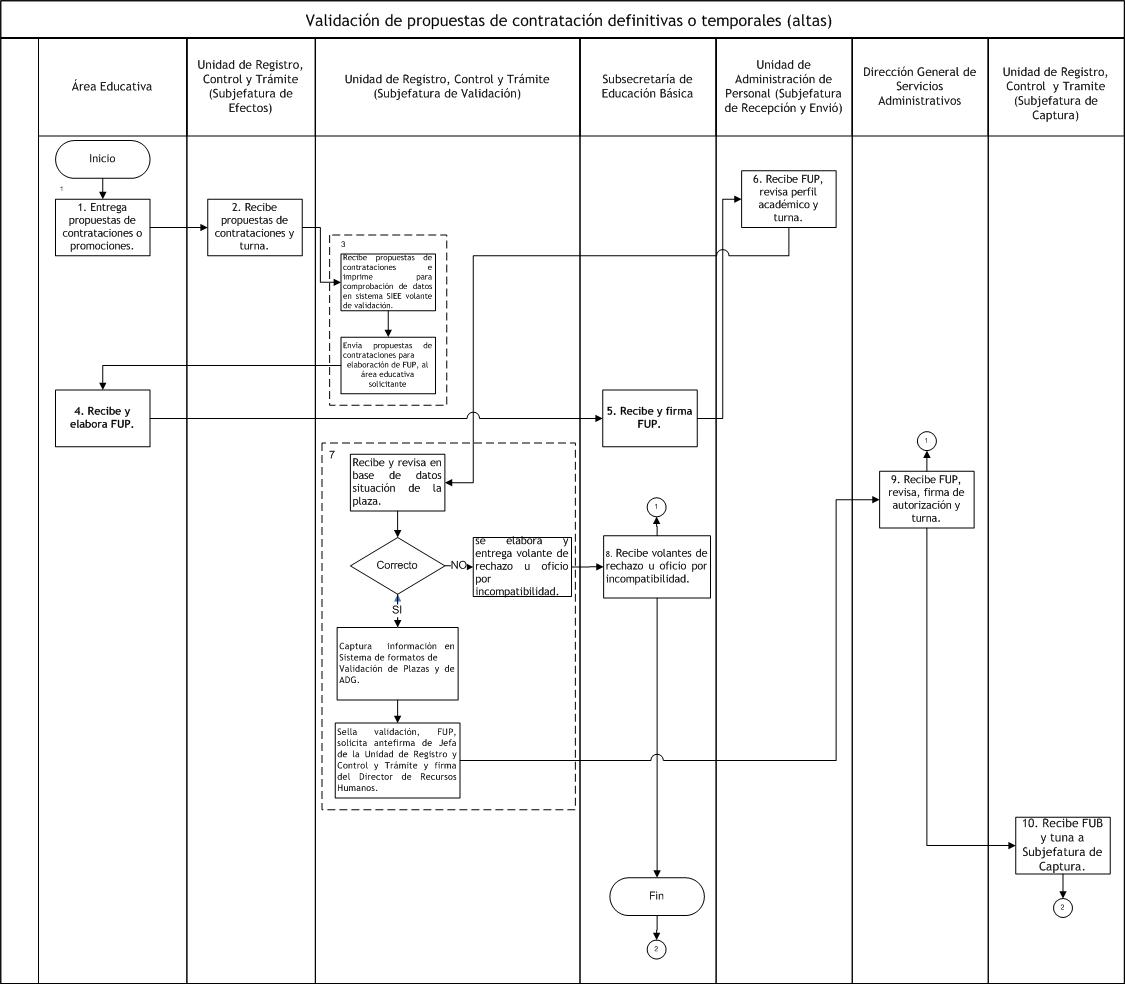 Validación de propuestas de contratación definitivas o temporales (altas)
Área Educativa
Unidad de Registro,
Control y Trámite
(Subjefatura de
Efectos)
Unidad de Registro, Control y Trámite
(Subjefatura de Validación)
Subsecretaría de
Educación Básica
Unidad de
Administración de
Personal (Subjefatura
de Recepción y Envió)
Dirección General de
Servicios
Administrativos
Unidad de Registro,
Control y Tramite
(Subjefatura de
Captura)
Inicio
1
1. Entrega
propuestas de
contrataciones o
promociones.
2. Recibe
propuestas de
contrataciones y
turna.
3
Recibe propuestas de
contrataciones e
imprime para
comprobación de datos
en sistema SIEE volante
de validación.
Envía propuestas de
contrataciones para
elaboración de FUP, al
área educativa
solicitante
4. Recibe y
elabora FUP.
5. Recibe y firma
FUP.
6. Recibe FUP,
revisa perfil
académico y
turna.
7
Recibe y revisa en
base de datos
situación de la
plaza.
Correcto
NO
se elabora y
entrega volante de
rechazo u oficio
por
incompatibilidad.
SI
Captura información en
Sistema de formatos de
Validación de Plazas y de
ADG.
Sella validación, FUP,
solicita antefirma de Jefa
de la Unidad de Registro y
Control y Trámite y firma
del Director de Recursos
Humanos.
1
8. Recibe volantes de
rechazo u oficio por
incompatibilidad.
1
9. Recibe FUP,
revisa, firma de
autorización y
turna.
10. Recibe FUB
y tuna a
Subjefatura de
Captura.
2
Fin
2